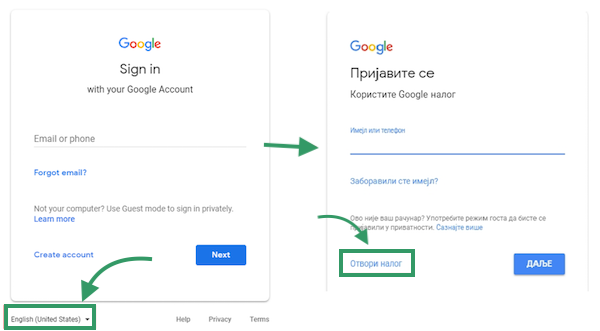 Google
Sign in
with your Google Account
Email or phone
Forgot email?
Not your computer? Use Guest mode to sign in privately.
Learn more
Create account
Next
English (United States)
Help
Privacy
Terms
Google
Пријавите се
Користите Google налог
Имејл или телефон
Заборавили сте имејл?
Ово није ваш рачунар? Употребите режим госта да бисте се
пријавили у приватности. Сазнајте више
Отвори налог
ДАЉЕ